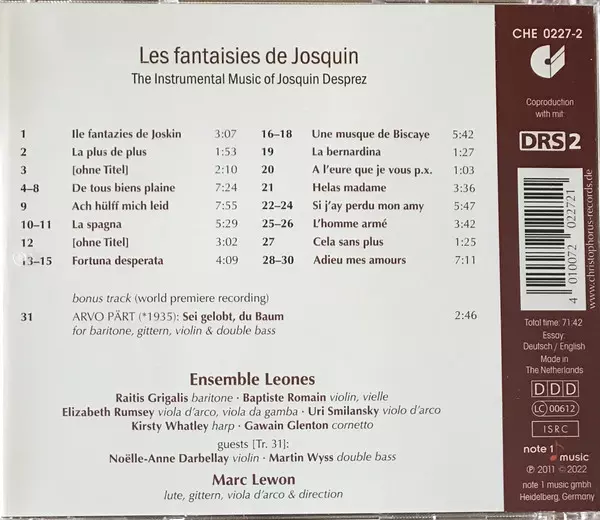 CHE 0227-2
Les fantaisies de Josquin
The Instrumental Music of Josquin Desprez
Coproduction
with mit
DRS2
1 Ile fantazies de Joskin 3:07
2 La plus de plus 1:53
3 [ohne Titel] 2:10
4–8 De tous biens plaine 7:24
9 Ach hülff mich leid 7:55
10–11 La spagna 5:29
12 [ohne Titel] 3:02
13–15 Fortuna desperata 4:09
16–18 Une musque de Biscaye 5:42
19 La bernardina 1:27
20 A l'eure que je vous p.x. 1:03
21 Helas madame 3:36
22–24 Si j'ay perdu mon amy 5:47
25–26 L'homme armé 3:42
27 Cela sans plus 1:25
28–30 Adieu mes amours 7:11
bonus track (world premiere recording)
31 ARVO PÄRT (*1935): Sei gelobt, du Baum 2:46
for baritone, gittern, violin & double bass
Ensemble Leones
Raitis Grigalis baritone · Baptiste Romain violin, vielle
Elizabeth Rumsey viola d'arco, viola da gamba · Uri Smilansky violo d'arco
Kirsty Whatley harp · Gawain Glenton cornetto
guests [Tr. 31]:
Noëlle-Anne Darbellay violin · Martin Wyss double bass
Marc Lewon
lute, gittern, viola d'arco & direction
4 010072 022721
www.christophorus-records.de
Total time: 71:42
Essay:
Deutsch / English
Made in
The Netherlands
DDD
LC 00612
ISRC
note 1 music
℗ 2011 © 2022
note 1 music gmbh
Heidelberg, Germany